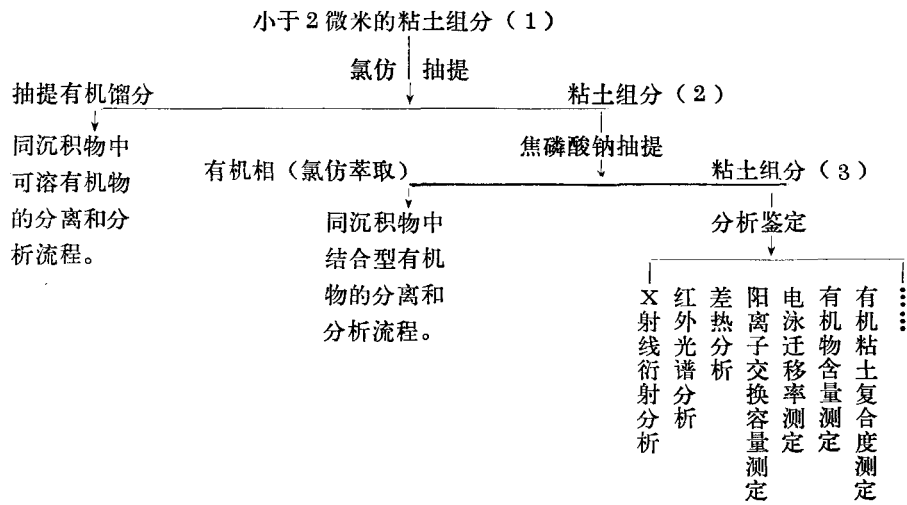 小于2微米的粘土组分（1）
氯仿 抽提
抽提有机馏分
粘土组分（2）
同沉积物中
可溶有机物
的分离和分
析流程。
焦磷酸钠抽提
有机相（氯仿萃取）
粘土组分（3）
同沉积物中
结合型有机
物的分离和
分析流程。
分析鉴定
X射线衍射分析
红外光谱分析
差热分析
阳离子交换容量测定
电泳迁移率测定
有机物含量测定
有机粘土复合度测定
……